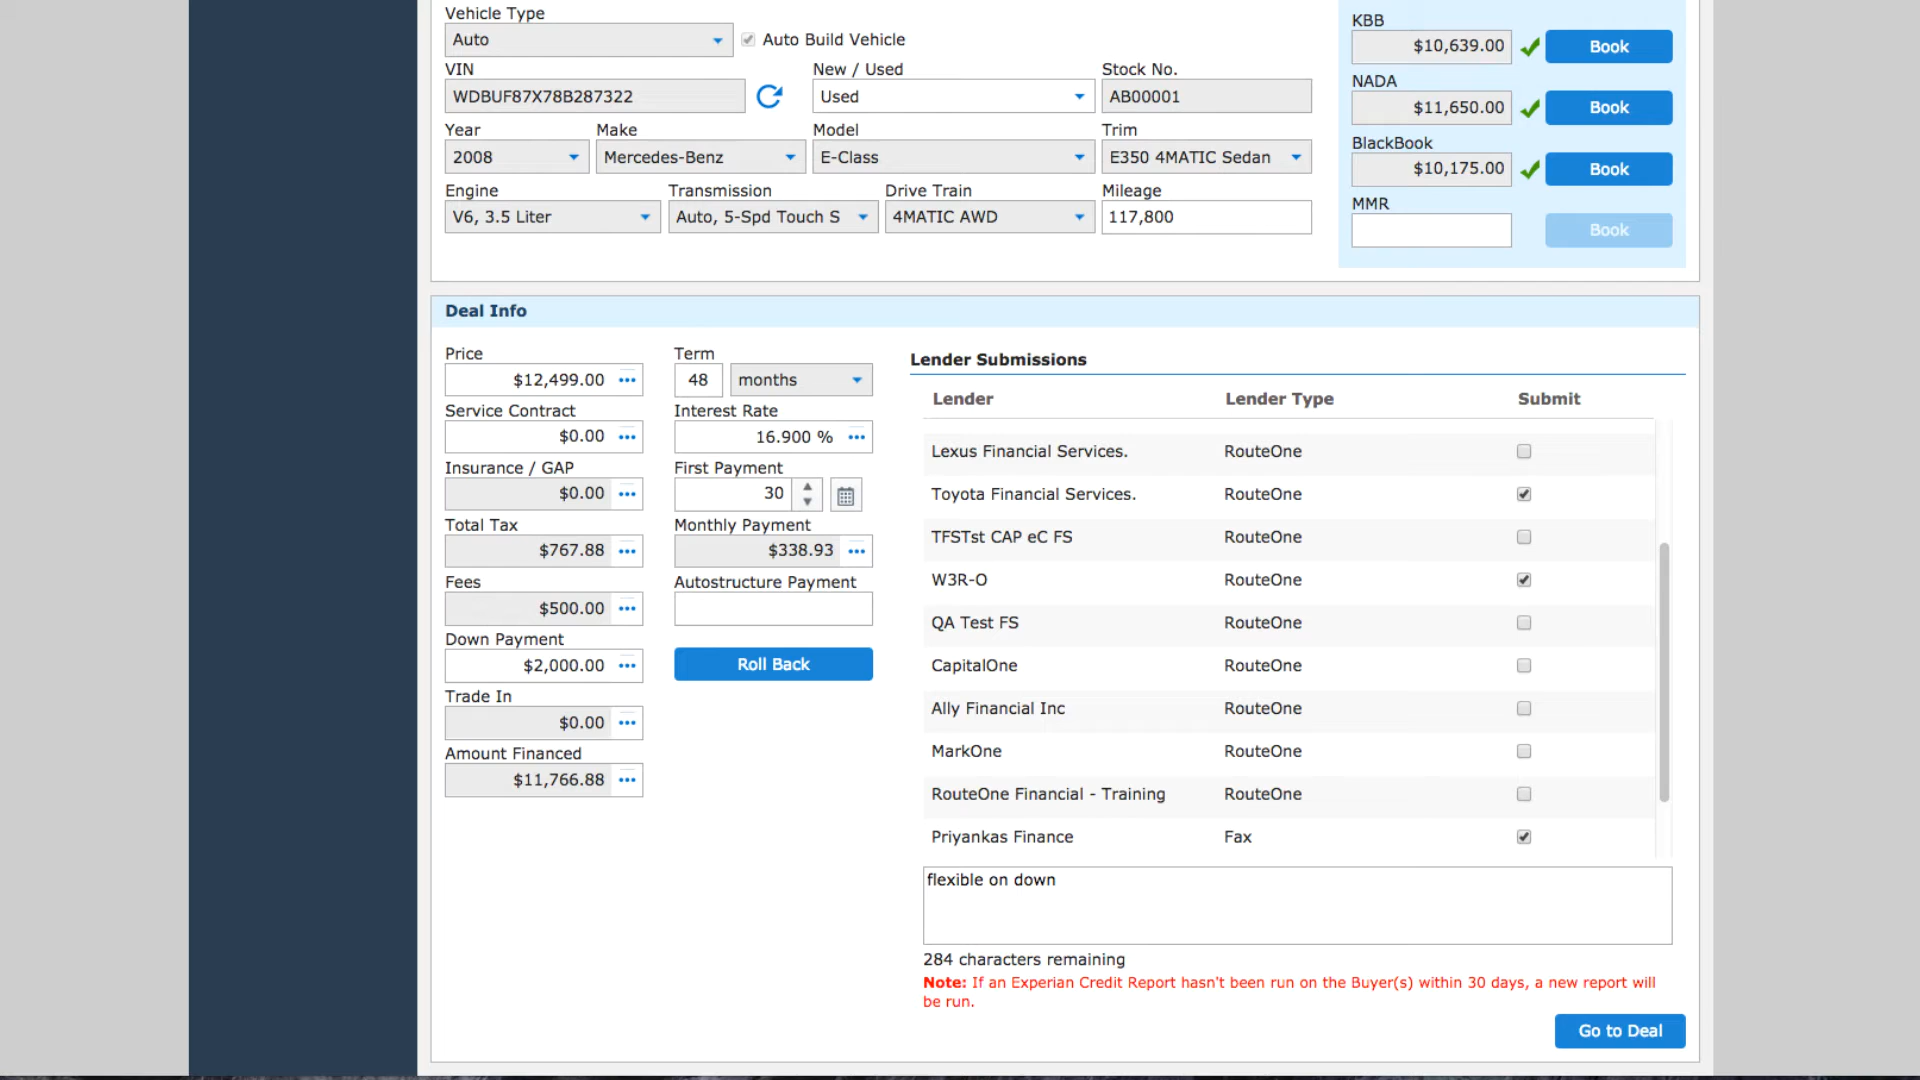 Vehicle Type
Auto
Auto Build Vehicle
VIN
New / Used
Stock No.
WDBUF87X78B287322
Used
AB00001
Year
Make
Model
Trim
2008
Mercedes-Benz
E-Class
E350 4MATIC Sedan
Engine
Transmission
Drive Train
Mileage
V6, 3.5 Liter
Auto, 5-Spd Touch S
4MATIC AWD
117,800
KBB
$10,639.00
Book
NADA
$11,650.00
Book
BlackBook
$10,175.00
Book
MMR
Book
Deal Info
Price
$12,499.00
Service Contract
$0.00
Insurance / GAP
$0.00
Total Tax
$767.88
Fees
$500.00
Down Payment
$2,000.00
Trade In
$0.00
Amount Financed
$11,766.88
Term
48 months
Interest Rate
16.900 %
First Payment
30
Monthly Payment
$338.93
Autostructure Payment
Roll Back
Lender Submissions
Lender Lender Type Submit
Lexus Financial Services. RouteOne
Toyota Financial Services. RouteOne
TFSTst CAP eC FS RouteOne
W3R-O RouteOne
QA Test FS RouteOne
CapitalOne RouteOne
Ally Financial Inc RouteOne
MarkOne RouteOne
RouteOne Financial - Training RouteOne
Priyankas Finance Fax
flexible on down
284 characters remaining
Note: If an Experian Credit Report hasn't been run on the Buyer(s) within 30 days, a new report will
be run.
Go to Deal